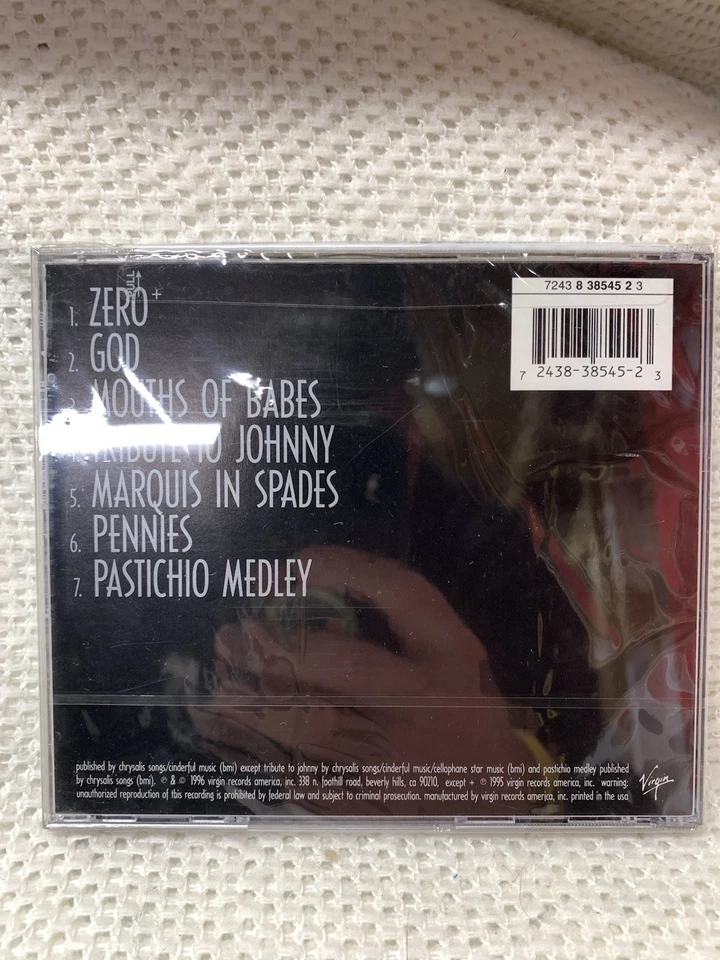 PULL
1. ZERO+
2. GOD
MOUTHS OF BABES
TRIBUTE TO JOHNNY
5. MARQUIS IN SPADES
6. PENNIES
7. PASTICHIO MEDLEY
7243 8 38545 2 3
7 2438-38545-2 3
published by chrysalis songs/cinderful music (bmi) except tribute to johnny by chrysalis songs/cinderful music/cellophane star music (bmi) and pastichio medley published
by chrysalis songs (bmi), ℗ & © 1996 virgin records america, inc. 338 n. foothill road, beverly hills, ca 90210, except + ℗ 1995 virgin records america, inc. warning:
unauthorized reproduction of this recording is prohibited by federal law and subject to criminal prosecution. manufactured by virgin records america, inc. printed in the usa
Virgin